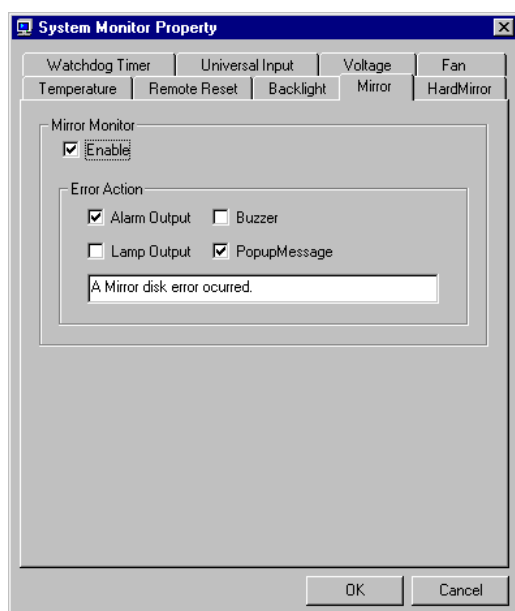 System Monitor Property
Watchdog Timer Universal Input Voltage Fan
Temperature Remote Reset Backlight Mirror HardMirror
Mirror Monitor
Enable
Error Action
Alarm Output Buzzer
Lamp Output PopupMessage
A Mirror disk error ocurred.
OK Cancel